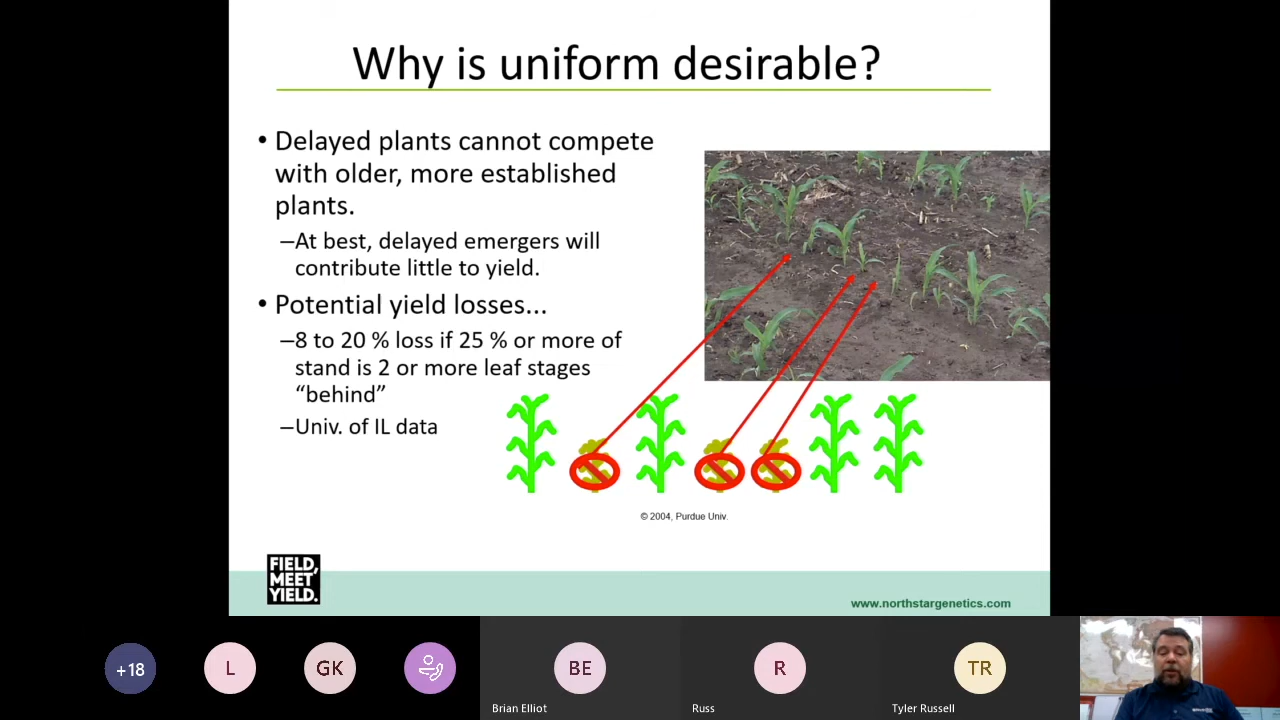 Why is uniform desirable?
• Delayed plants cannot compete
with older, more established
plants.
–At best, delayed emergers will
contribute little to yield.
• Potential yield losses...
–8 to 20 % loss if 25 % or more of
stand is 2 or more leaf stages
“behind”
–Univ. of IL data
© 2004, Purdue Univ.
FIELD,
MEET
YIELD.
www.northstargenetics.com
+18
L
GK
BE
R
TR
Brian Elliot
Russ
Tyler Russell